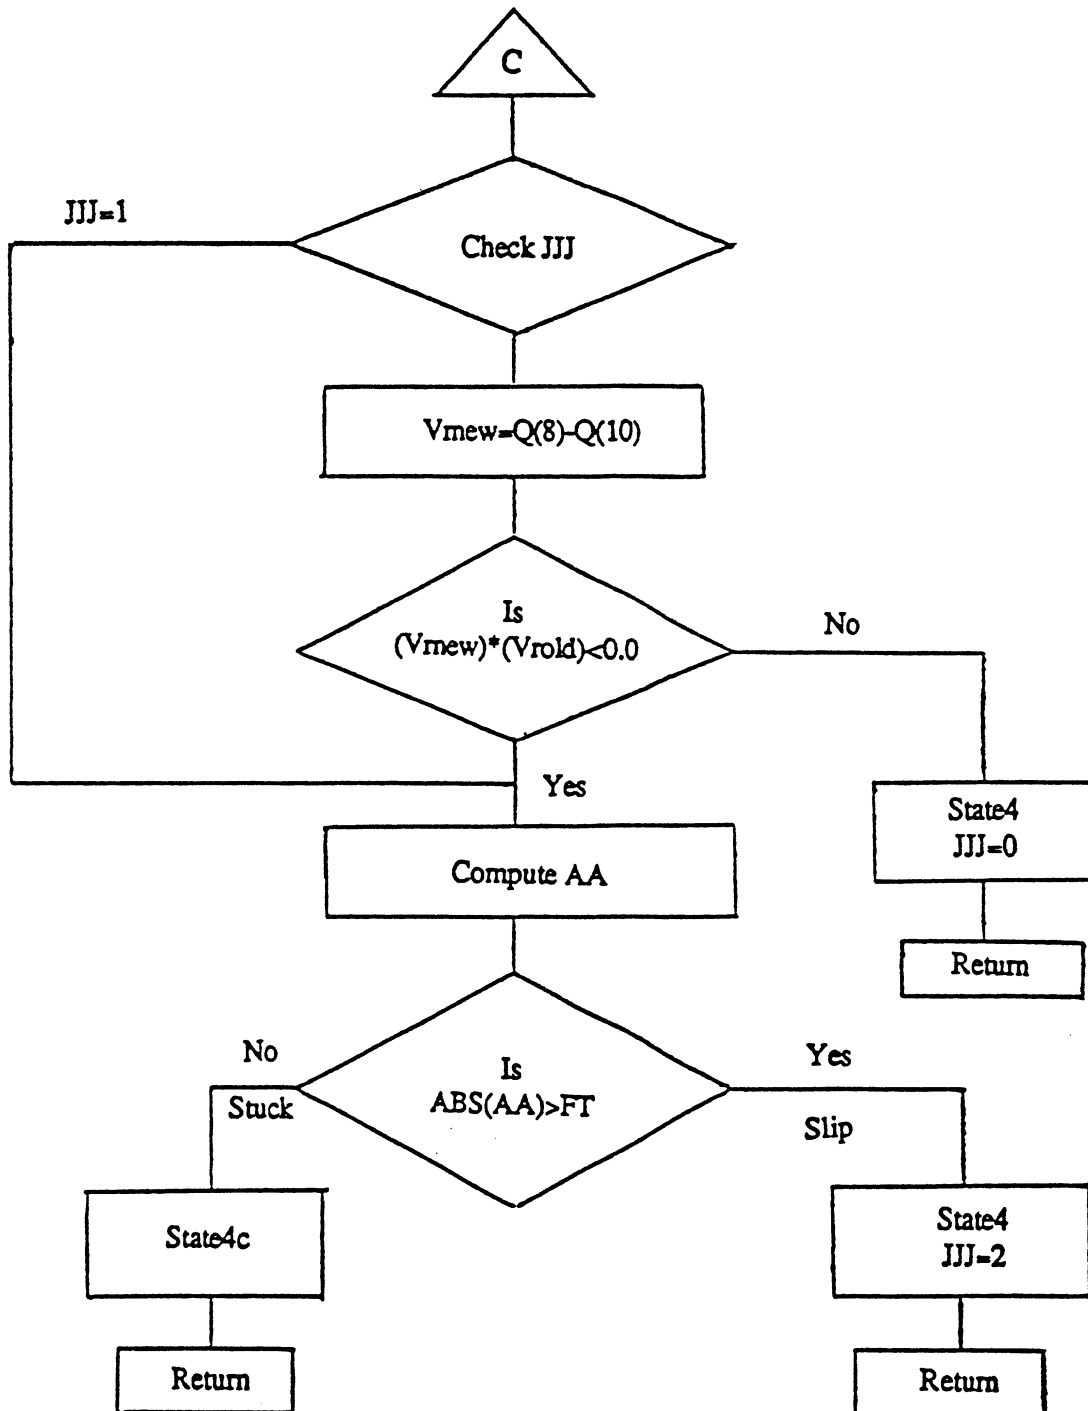 C
JJJ=1
Check JJJ
Vrnew=Q(8)-Q(10)
Is
(Vrnew)*(Vrold)<0.0
No
Yes
State4
JJJ=0
Compute AA
Return
No
Stuck
Is
ABS(AA)>FT
Yes
Slip
State4c
State4
JJJ=2
Return
Return